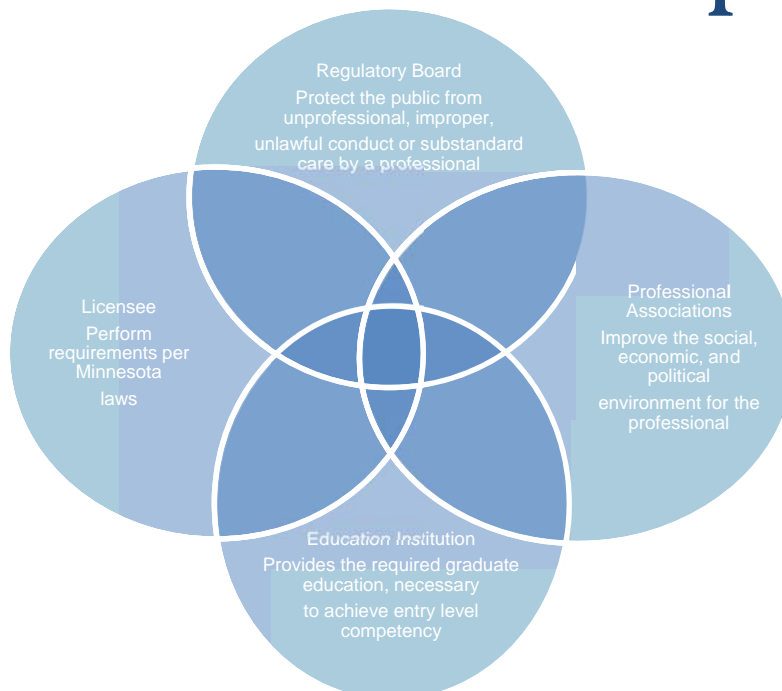 Regulatory Board
Protect the public from
unprofessional, improper,
unlawful conduct or substandard
care by a professional
Licensee
Perform
requirements per
Minnesota
laws
Professional
Associations
Improve the social,
economic, and
political
environment for the
professional
Education Institution
Provides the required graduate
education, necessary
to achieve entry level
competency